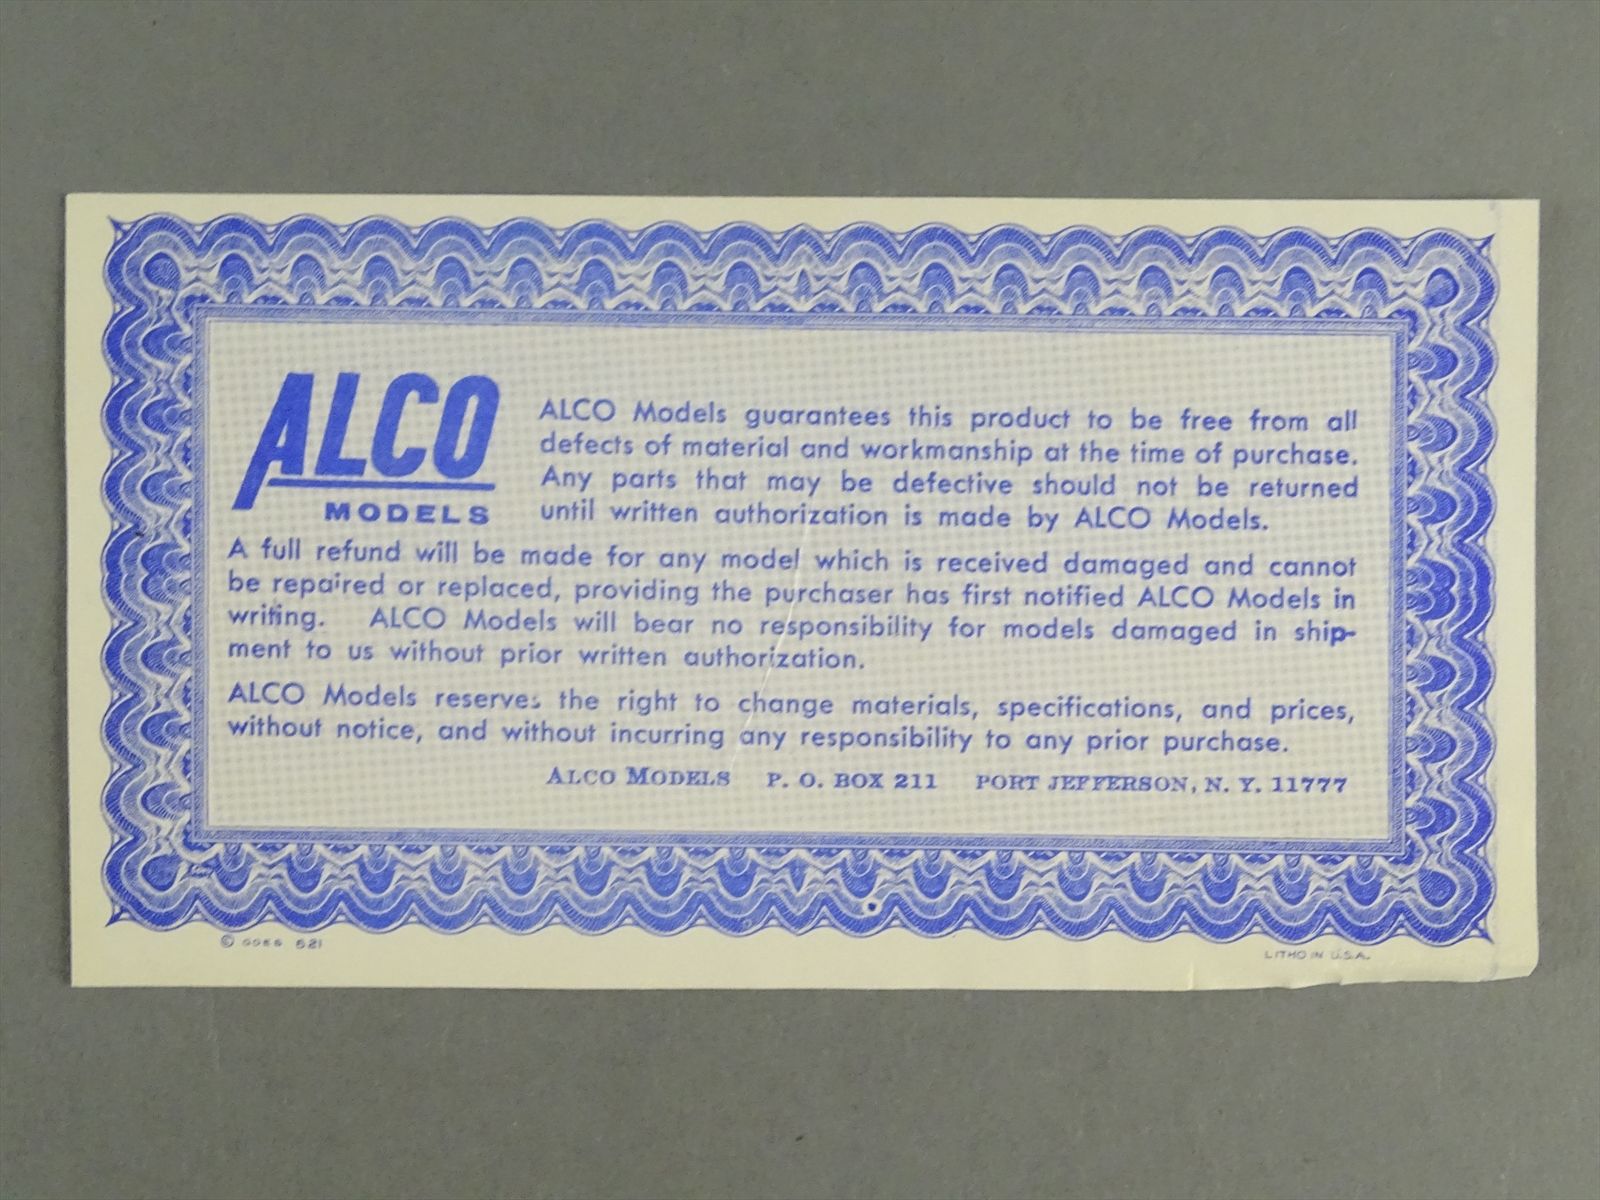 ALCO
MODELS
ALCO Models guarantees this product to be free from all
defects of material and workmanship at the time of purchase.
Any parts that may be defective should not be returned
until written authorization is made by ALCO Models.
A full refund will be made for any model which is received damaged and cannot
be repaired or replaced, providing the purchaser has first notified ALCO Models in
writing. ALCO Models will bear no responsibility for models damaged in ship-
ment to us without prior written authorization.
ALCO Models reserves the right to change materials, specifications, and prices,
without notice, and without incurring any responsibility to any prior purchase.
ALCO MODELS P. O. BOX 211 PORT JEFFERSON, N. Y. 11777
© GOES 521
LITHO IN U.S.A.